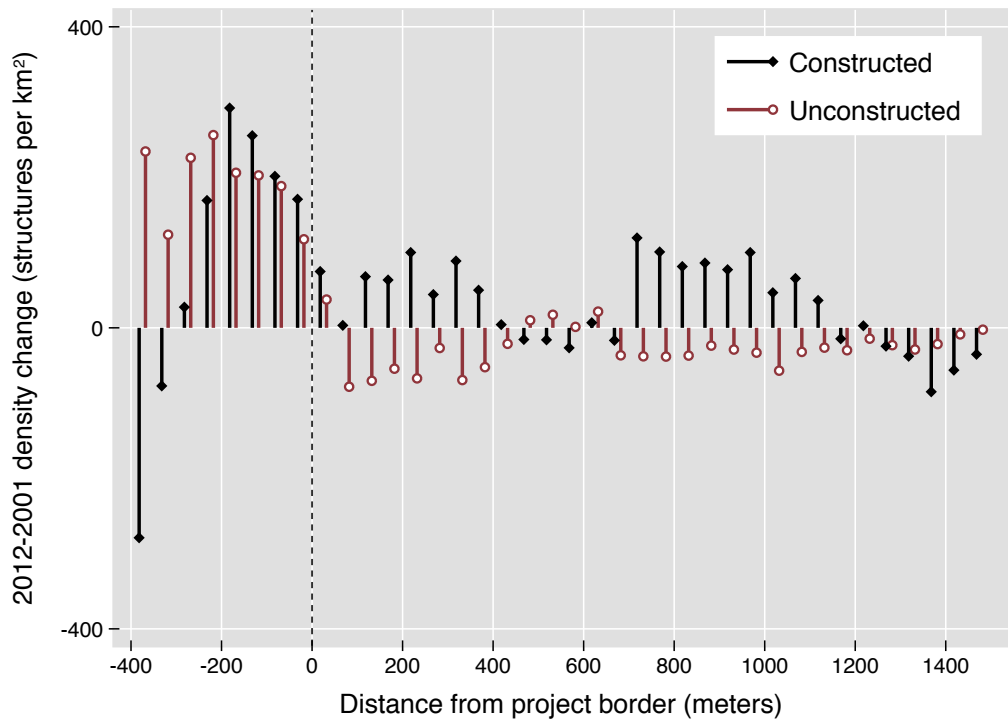 2012-2001 density change (structures per km²)
400
0
-400
Constructed
Unconstructed
-400 -200 0 200 400 600 800 1000 1200 1400
Distance from project border (meters)